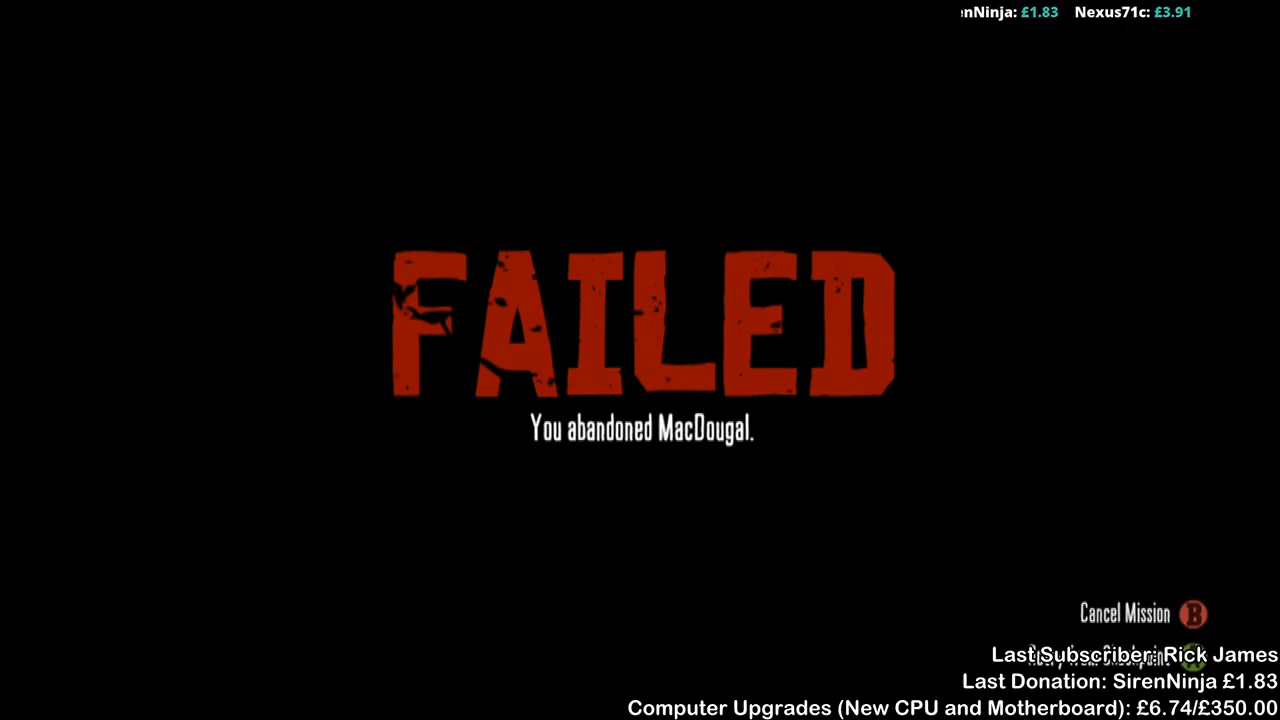 nNinja: £1.83 Nexus71c: £3.91
FAILED
You abandoned MacDougal.
Cancel Mission B
Last Subscriber: Rick James
Last Donation: SirenNinja £1.83
Computer Upgrades (New CPU and Motherboard): £6.74/£350.00